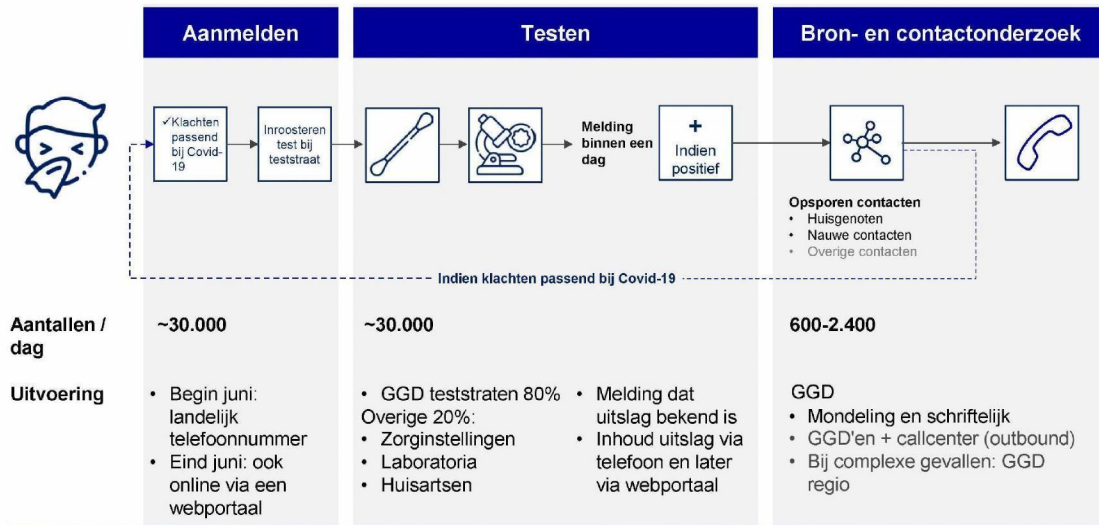 Aanmelden
Testen
Bron- en contactonderzoek
✓Klachten
passend
bij Covid-
19
Inroosteren
test bij
teststraat
Melding
binnen een
dag
+
Indien
positief
Opsporen contacten
• Huisgenoten
• Nauwe contacten
• Overige contacten
Indien klachten passend bij Covid-19
Aantallen /
dag
~30.000
~30.000
600-2.400
Uitvoering
• Begin juni:
landelijk
telefoonnummer
• Eind juni: ook
online via een
webportaal
• GGD teststraten 80%
Overige 20%:
• Zorginstellingen
• Laboratoria
• Huisartsen
• Melding dat
uitslag bekend is
• Inhoud uitslag via
telefoon en later
via webportaal
GGD
• Mondeling en schriftelijk
• GGD'en + callcenter (outbound)
• Bij complexe gevallen: GGD
regio